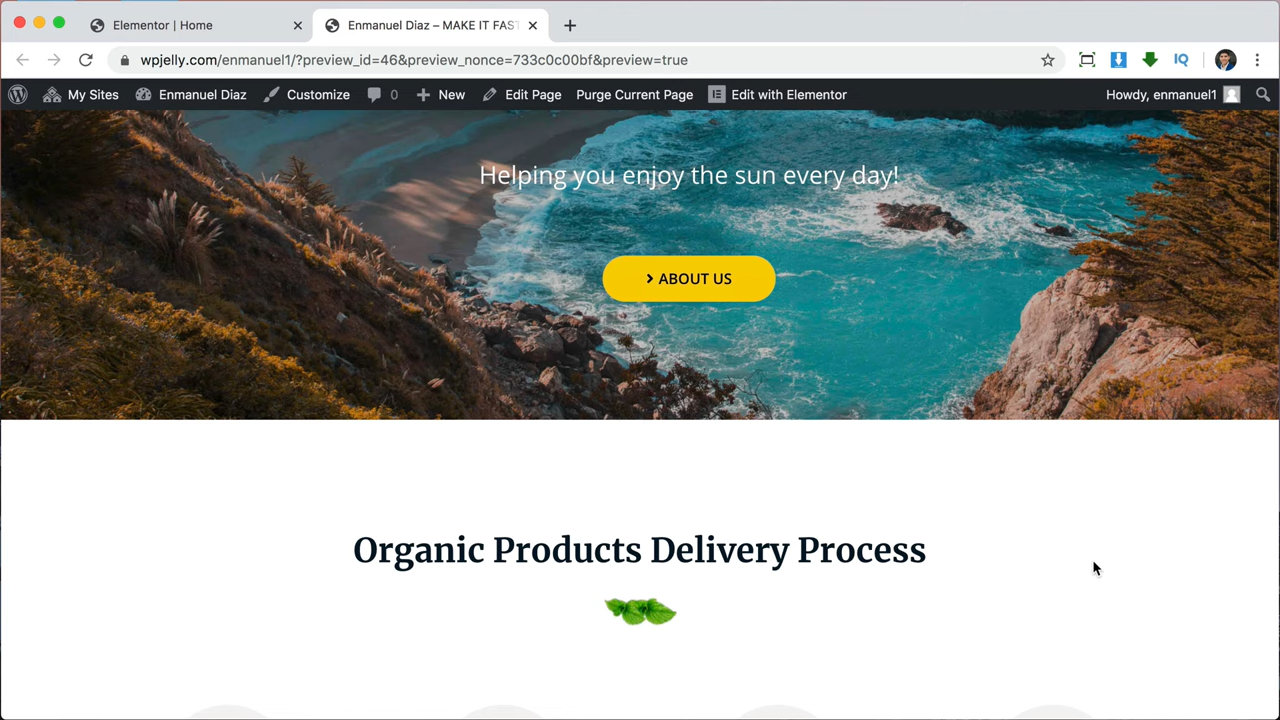 Elementor | Home
Enmanuel Diaz – MAKE IT FAS
wpjelly.com/enmanuel1/?preview_id=46&preview_nonce=733c0c00bf&preview=true
IQ
My Sites
Enmanuel Diaz
Customize
0
New
Edit Page
Purge Current Page
Edit with Elementor
Howdy, enmanuel1
Helping you enjoy the sun every day!
ABOUT US
Organic Products Delivery Process